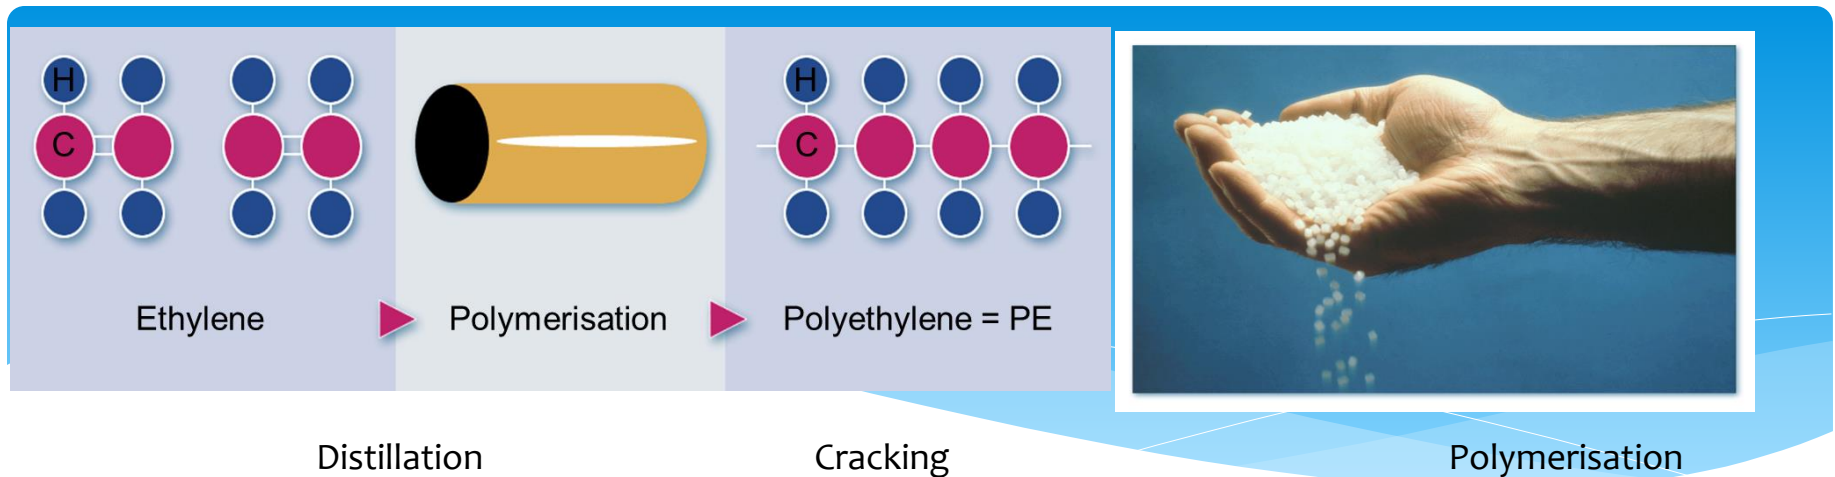 H
C
H
C
Ethylene
Polymerisation
Polyethylene = PE
Distillation
Cracking
Polymerisation